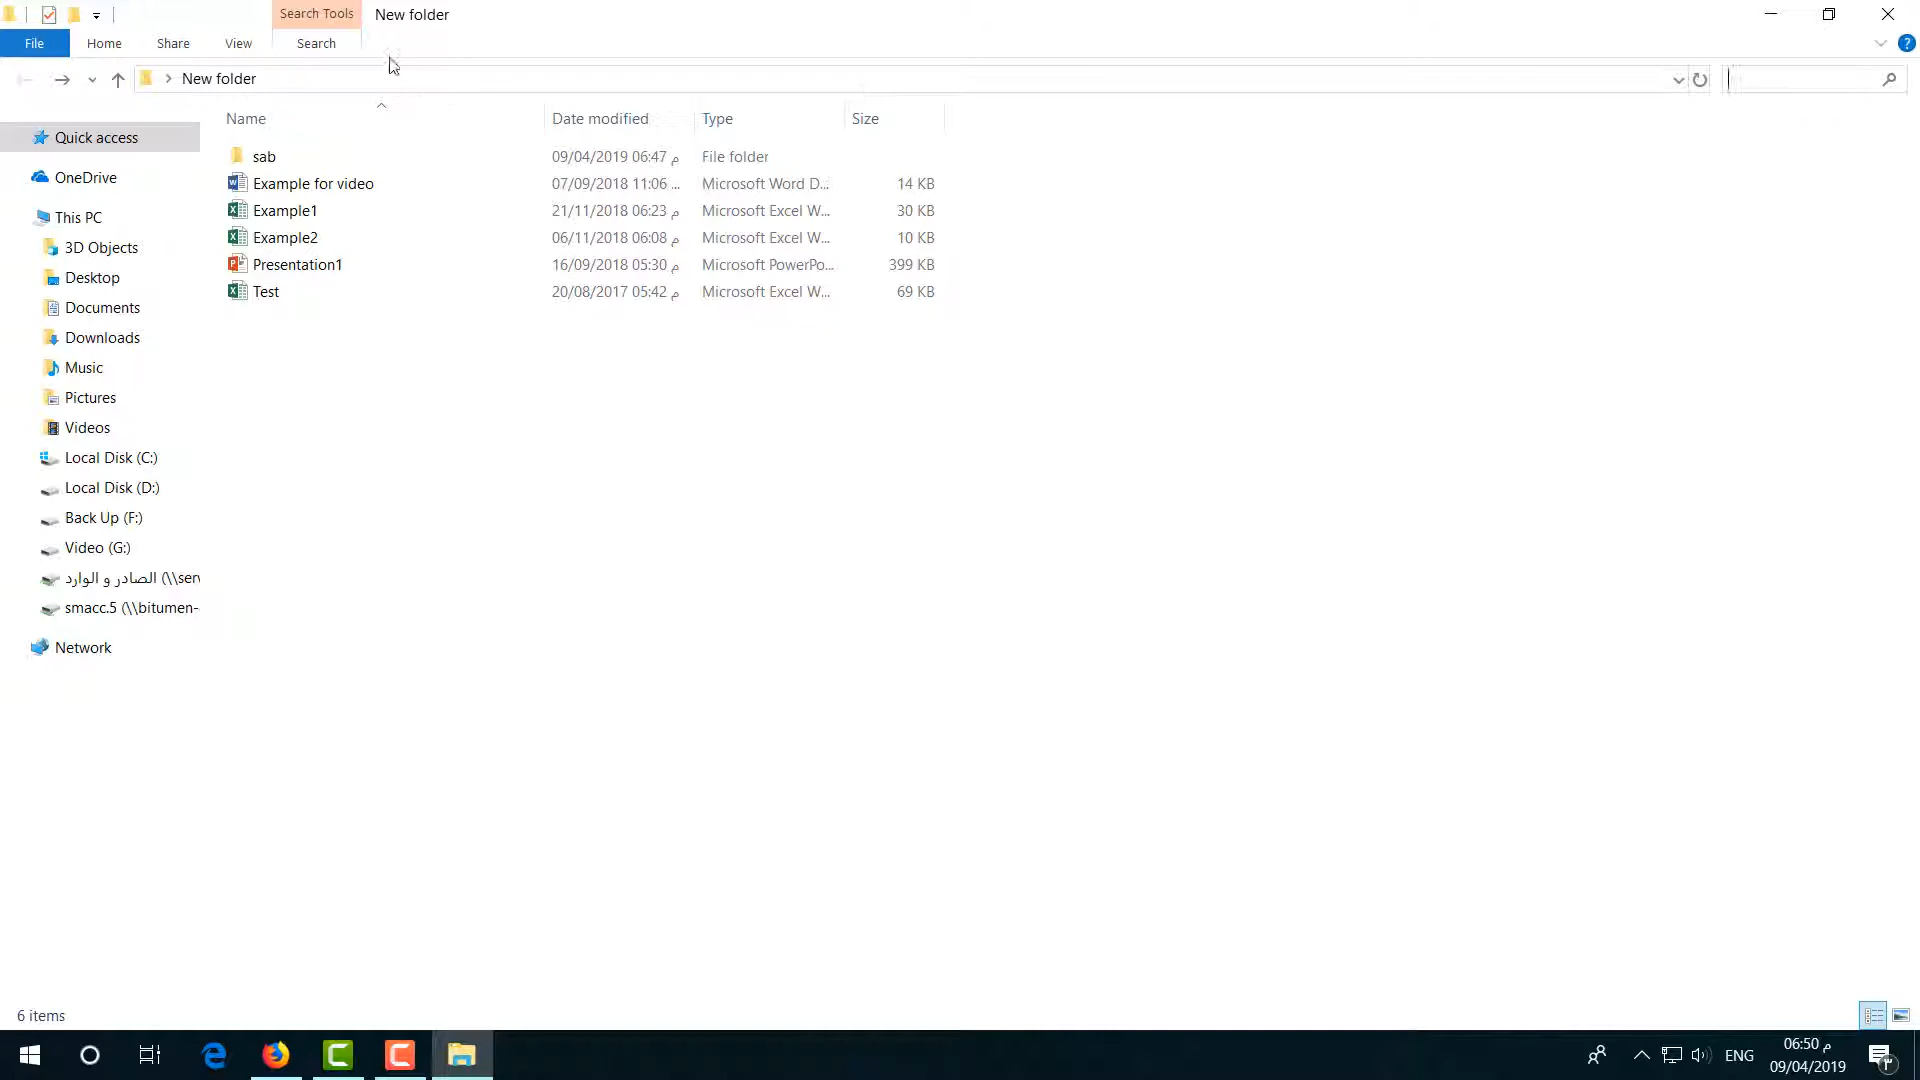 Search Tools New folder
File Home Share View Search
New folder
Name Date modified Type Size
Quick access
OneDrive
This PC
3D Objects
Desktop
Documents
Downloads
Music
Pictures
Videos
Local Disk (C:)
Local Disk (D:)
Back Up (F:)
Video (G:)
الصادر و الوارد (\\serv
smacc.5 (\\bitumen-
Network
sab 09/04/2019 06:47 م File folder
Example for video 07/09/2018 11:06 ... Microsoft Word D... 14 KB
Example1 21/11/2018 06:23 م Microsoft Excel W... 30 KB
Example2 06/11/2018 06:08 م Microsoft Excel W... 10 KB
Presentation1 16/09/2018 05:30 م Microsoft PowerPo... 399 KB
Test 20/08/2017 05:42 م Microsoft Excel W... 69 KB
6 items
ENG
06:50 م
09/04/2019
٣